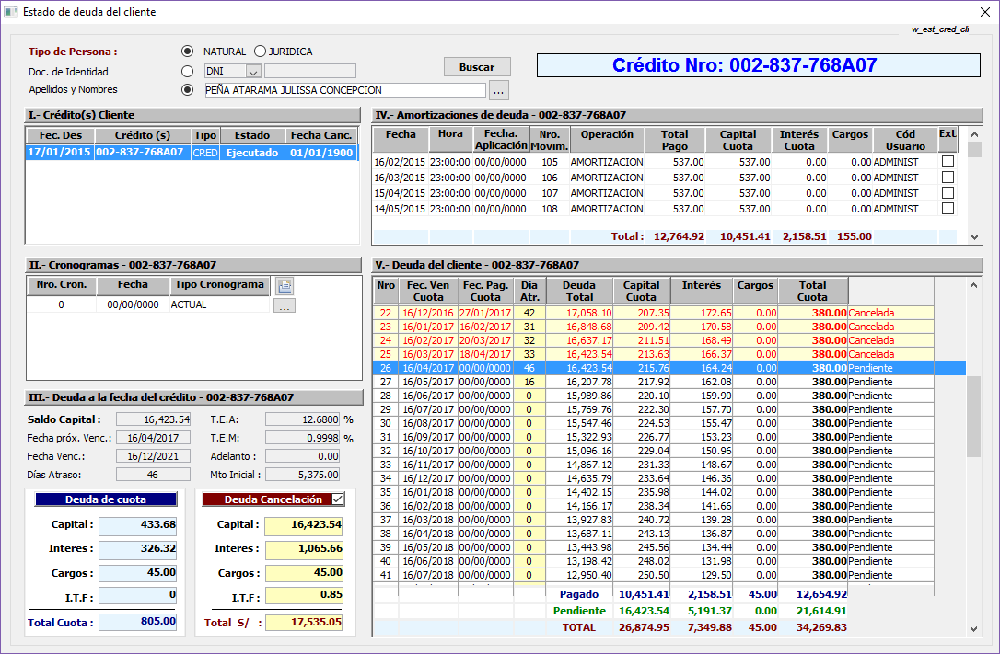 Estado de deuda del cliente
w_est_cred_cli
Tipo de Persona : NATURAL JURIDICA
Doc. de Identidad DNI Buscar
Crédito Nro: 002-837-768A07
Apellidos y Nombres PEÑA ATARAMA JULISSA CONCEPCION ...
I.- Crédito(s) Cliente
Fec. Des Crédito (s) Tipo Estado Fecha Canc.
17/01/2015 002-837-768A07 CRED Ejecutado 01/01/1900
IV.- Amortizaciones de deuda - 002-837-768A07
Fecha Hora Fecha. Aplicación Nro. Movim. Operación Total Pago Capital Cuota Interés Cuota Cargos Cód Usuario Ext
16/02/2015 23:00:00 00/00/0000 105 AMORTIZACION 537.00 537.00 0.00 0.00 ADMINIST
16/03/2015 23:00:00 00/00/0000 106 AMORTIZACION 537.00 537.00 0.00 0.00 ADMINIST
15/04/2015 23:00:00 00/00/0000 107 AMORTIZACION 537.00 537.00 0.00 0.00 ADMINIST
14/05/2015 23:00:00 00/00/0000 108 AMORTIZACION 537.00 537.00 0.00 0.00 ADMINIST
Total : 12,764.92 10,451.41 2,158.51 155.00
II.- Cronogramas - 002-837-768A07
Nro. Cron. Fecha Tipo Cronograma
0 00/00/0000 ACTUAL ...
III.- Deuda a la fecha del crédito - 002-837-768A07
Saldo Capital : 16,423.54 T.E.A: 12.6800 %
Fecha próx. Venc.: 16/04/2017 T.E.M: 0.9998 %
Fecha Venc.: 16/12/2021 Adelanto : 0.00
Días Atraso: 46 Mto Inicial : 5,375.00
Deuda de cuota
Capital : 433.68
Interes : 326.32
Cargos : 45.00
I.T.F : 0
Total Cuota : 805.00
Deuda Cancelación
Capital : 16,423.54
Interes : 1,065.66
Cargos : 45.00
I.T.F : 0.85
Total S/ : 17,535.05
V.- Deuda del cliente - 002-837-768A07
Nro Fec. Ven Cuota Fec. Pag. Cuota Día Atr. Deuda Total Capital Cuota Interés Cargos Total Cuota
22 16/12/2016 27/01/2017 42 17,058.10 207.35 172.65 0.00 380.00 Cancelada
23 16/01/2017 16/02/2017 31 16,848.68 209.42 170.58 0.00 380.00 Cancelada
24 16/02/2017 20/03/2017 32 16,637.17 211.51 168.49 0.00 380.00 Cancelada
25 16/03/2017 18/04/2017 33 16,423.54 213.63 166.37 0.00 380.00 Cancelada
26 16/04/2017 00/00/0000 46 16,423.54 215.76 164.24 0.00 380.00 Pendiente
27 16/05/2017 00/00/0000 16 16,207.78 217.92 162.08 0.00 380.00 Pendiente
28 16/06/2017 00/00/0000 0 15,989.86 220.10 159.90 0.00 380.00 Pendiente
29 16/07/2017 00/00/0000 0 15,769.76 222.30 157.70 0.00 380.00 Pendiente
30 16/08/2017 00/00/0000 0 15,547.46 224.53 155.47 0.00 380.00 Pendiente
31 16/09/2017 00/00/0000 0 15,322.93 226.77 153.23 0.00 380.00 Pendiente
32 16/10/2017 00/00/0000 0 15,096.16 229.04 150.96 0.00 380.00 Pendiente
33 16/11/2017 00/00/0000 0 14,867.12 231.33 148.67 0.00 380.00 Pendiente
34 16/12/2017 00/00/0000 0 14,635.79 233.64 146.36 0.00 380.00 Pendiente
35 16/01/2018 00/00/0000 0 14,402.15 235.98 144.02 0.00 380.00 Pendiente
36 16/02/2018 00/00/0000 0 14,166.17 238.34 141.66 0.00 380.00 Pendiente
37 16/03/2018 00/00/0000 0 13,927.83 240.72 139.28 0.00 380.00 Pendiente
38 16/04/2018 00/00/0000 0 13,687.11 243.13 136.87 0.00 380.00 Pendiente
39 16/05/2018 00/00/0000 0 13,443.98 245.56 134.44 0.00 380.00 Pendiente
40 16/06/2018 00/00/0000 0 13,198.42 248.02 131.98 0.00 380.00 Pendiente
41 16/07/2018 00/00/0000 0 12,950.40 250.50 129.50 0.00 380.00 Pendiente
Pagado 10,451.41 2,158.51 45.00 12,654.92
Pendiente 16,423.54 5,191.37 0.00 21,614.91
TOTAL 26,874.95 7,349.88 45.00 34,269.83